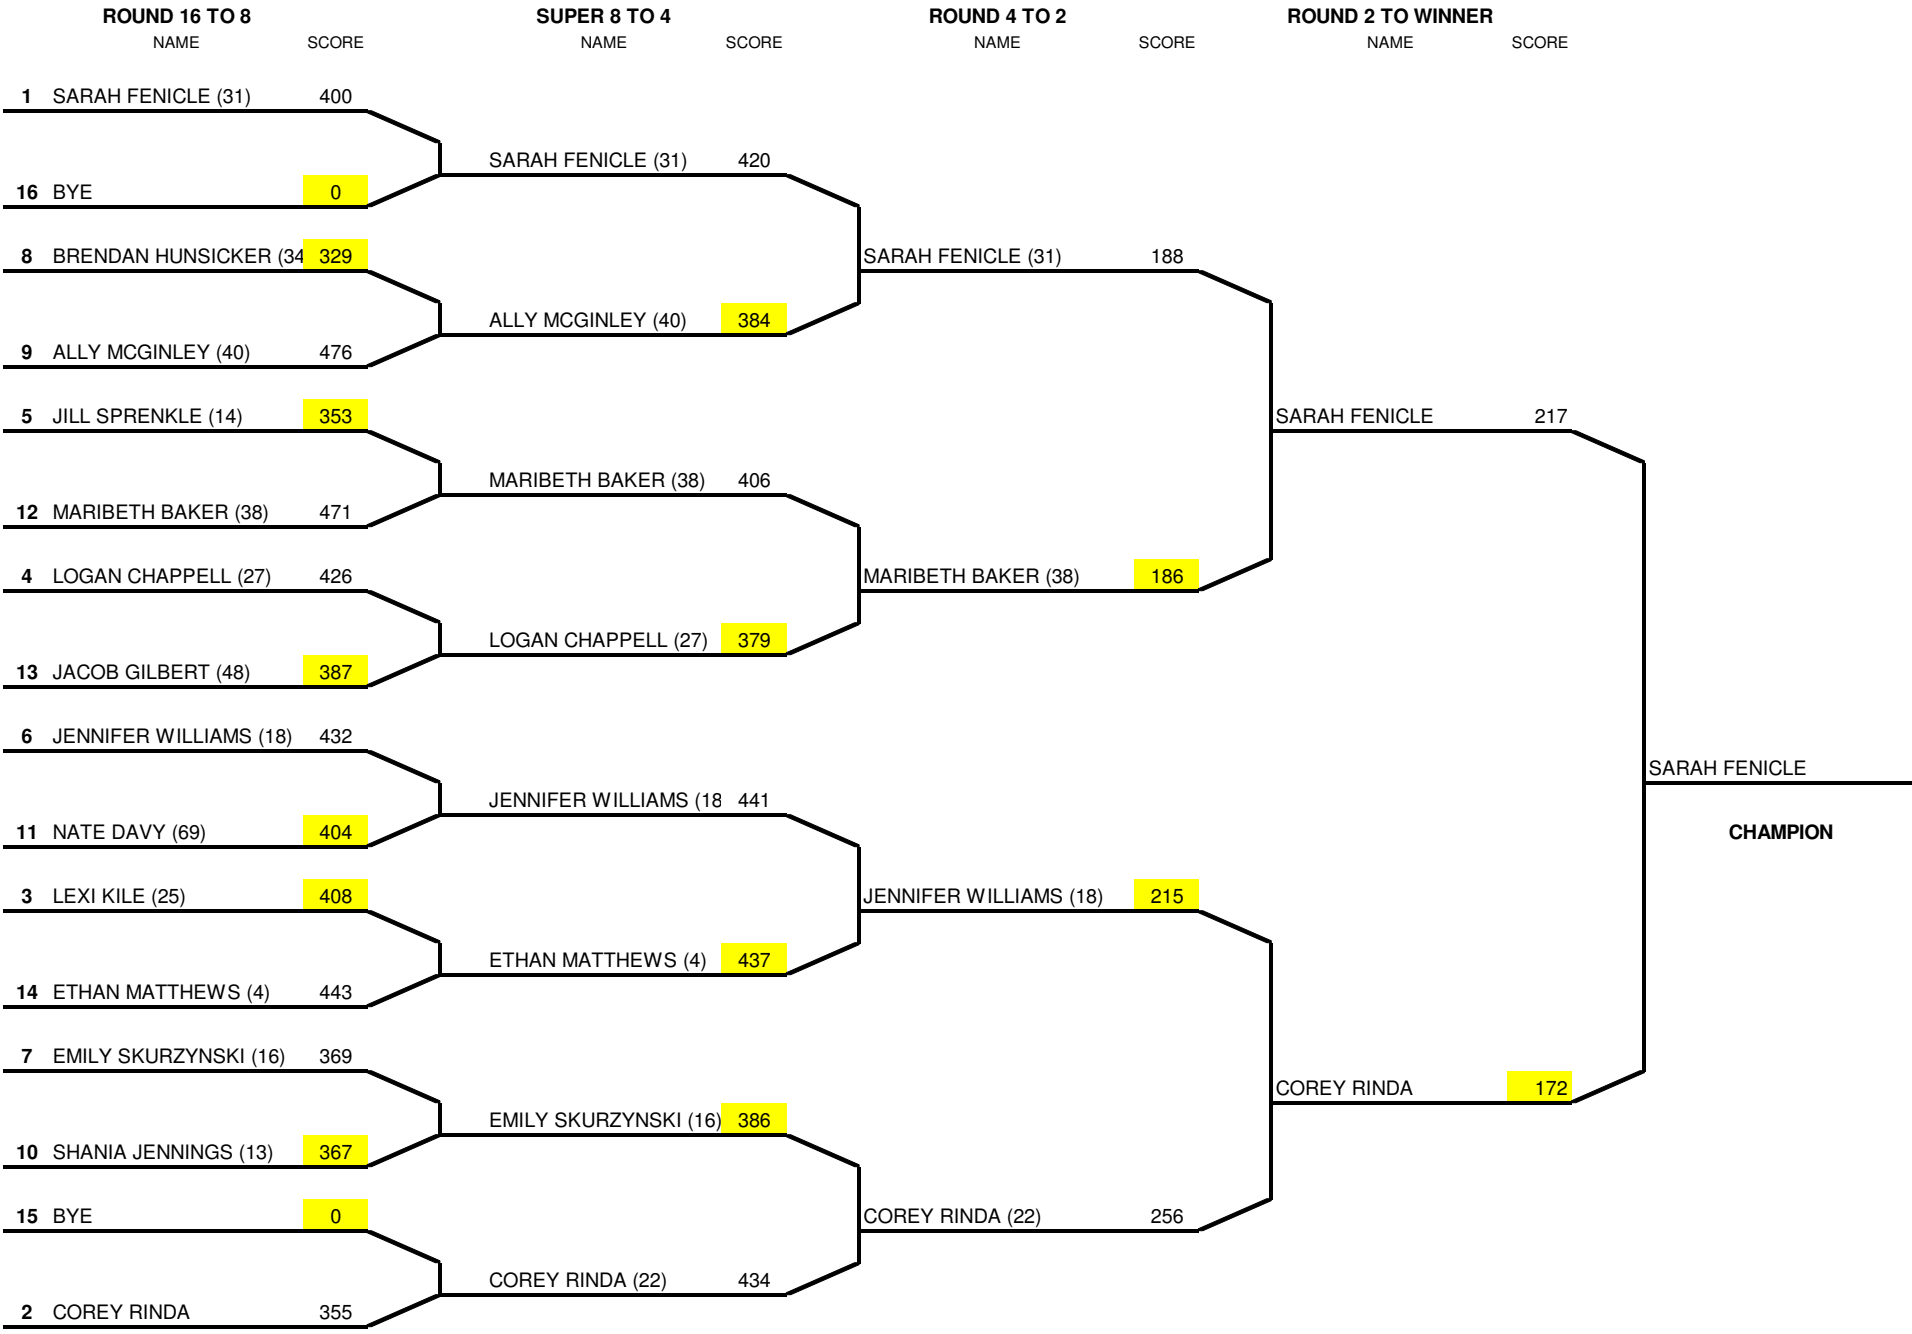 ROUND 16 TO 8 SUPER 8 TO 4 ROUND 4 TO 2 ROUND 2 TO WINNER
NAME SCORE NAME SCORE NAME SCORE NAME SCORE
1 SARAH FENICLE (31) 400
SARAH FENICLE (31) 420
16 BYE 0
8 BRENDAN HUNSICKER (34 329 SARAH FENICLE (31) 188
ALLY MCGINLEY (40) 384
9 ALLY MCGINLEY (40) 476
5 JILL SPRENKLE (14) 353 SARAH FENICLE 217
MARIBETH BAKER (38) 406
12 MARIBETH BAKER (38) 471
4 LOGAN CHAPPELL (27) 426 MARIBETH BAKER (38) 186
LOGAN CHAPPELL (27) 379
13 JACOB GILBERT (48) 387
6 JENNIFER WILLIAMS (18) 432
SARAH FENICLE
JENNIFER WILLIAMS (18 441
11 NATE DAVY (69) 404 CHAMPION
3 LEXI KILE (25) 408 JENNIFER WILLIAMS (18) 215
ETHAN MATTHEWS (4) 437
14 ETHAN MATTHEWS (4) 443
7 EMILY SKURZYNSKI (16) 369
COREY RINDA 172
EMILY SKURZYNSKI (16) 386
10 SHANIA JENNINGS (13) 367
15 BYE 0 COREY RINDA (22) 256
COREY RINDA (22) 434
2 COREY RINDA 355